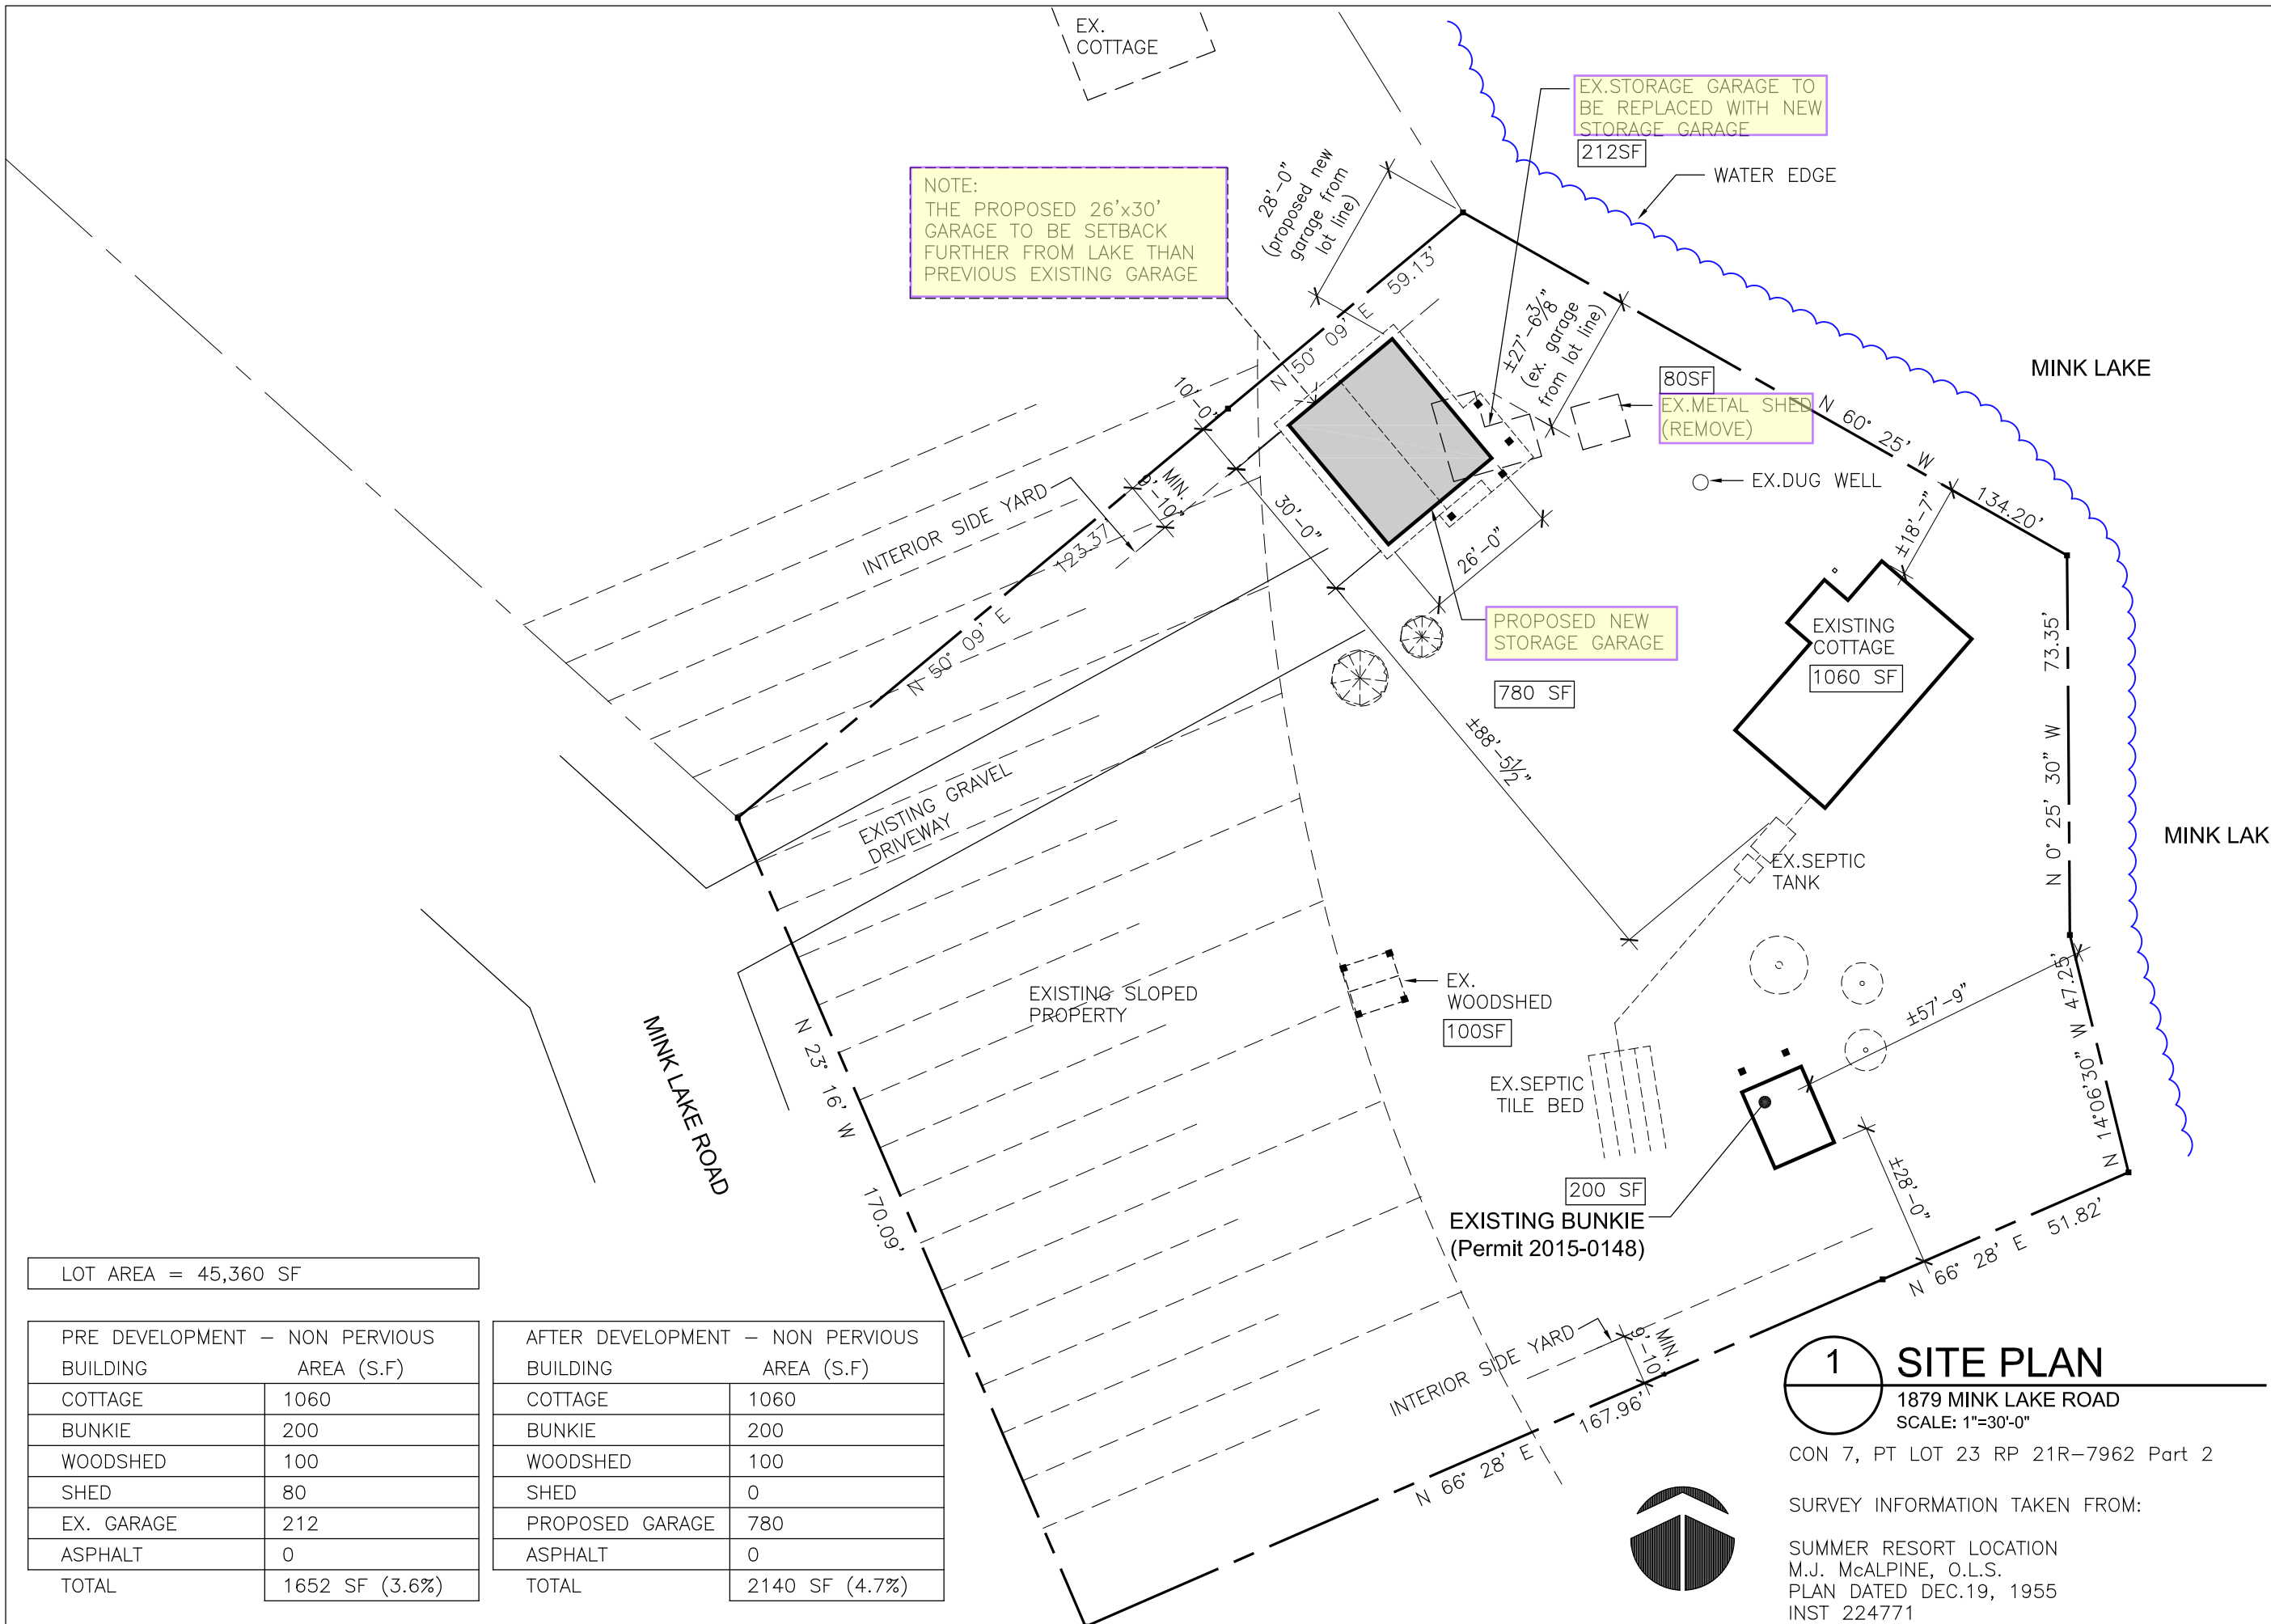 EX.
COTTAGE
EX.STORAGE GARAGE TO
BE REPLACED WITH NEW
STORAGE GARAGE
212SF
WATER EDGE
NOTE:
THE PROPOSED 26'x30'
GARAGE TO BE SETBACK
FURTHER FROM LAKE THAN
PREVIOUS EXISTING GARAGE
28'-0"
(proposed new
garage from
lot line)
N 50° 09' E 59.13'
±27'-6 3/8"
(ex. garage
from lot line)
MINK LAKE
80SF
EX.METAL SHED
(REMOVE)
N 60° 25' W 134.20'
EX.DUG WELL
±18'-7"
10'-0"
MIN.
9'-10"
INTERIOR SIDE YARD
30'-0"
26'-0"
N 50° 09' E 123.37
PROPOSED NEW
STORAGE GARAGE
780 SF
EXISTING
COTTAGE
1060 SF
N 0° 25' 30" W 73.35'
±88'-5 1/2"
MINK LAK
EXISTING GRAVEL
DRIVEWAY
EX.SEPTIC
TANK
EXISTING SLOPED
PROPERTY
EX.
WOODSHED
100SF
N 14°06'30" W 47.25'
±57'-9"
MINK LAKE ROAD
N 23° 16' W 170.09'
EX.SEPTIC
TILE BED
200 SF
EXISTING BUNKIE
(Permit 2015-0148)
±28'-0"
N 66° 28' E 51.82'
INTERIOR SIDE YARD
MIN.
9'-10"
N 66° 28' E 167.96'
LOT AREA = 45,360 SF
PRE DEVELOPMENT – NON PERVIOUS
BUILDING AREA (S.F)
COTTAGE 1060
BUNKIE 200
WOODSHED 100
SHED 80
EX. GARAGE 212
ASPHALT 0
TOTAL 1652 SF (3.6%)
AFTER DEVELOPMENT – NON PERVIOUS
BUILDING AREA (S.F)
COTTAGE 1060
BUNKIE 200
WOODSHED 100
SHED 0
PROPOSED GARAGE 780
ASPHALT 0
TOTAL 2140 SF (4.7%)
1
SITE PLAN
1879 MINK LAKE ROAD
SCALE: 1"=30'-0"
CON 7, PT LOT 23 RP 21R–7962 Part 2
SURVEY INFORMATION TAKEN FROM:
SUMMER RESORT LOCATION
M.J. McALPINE, O.L.S.
PLAN DATED DEC.19, 1955
INST 224771